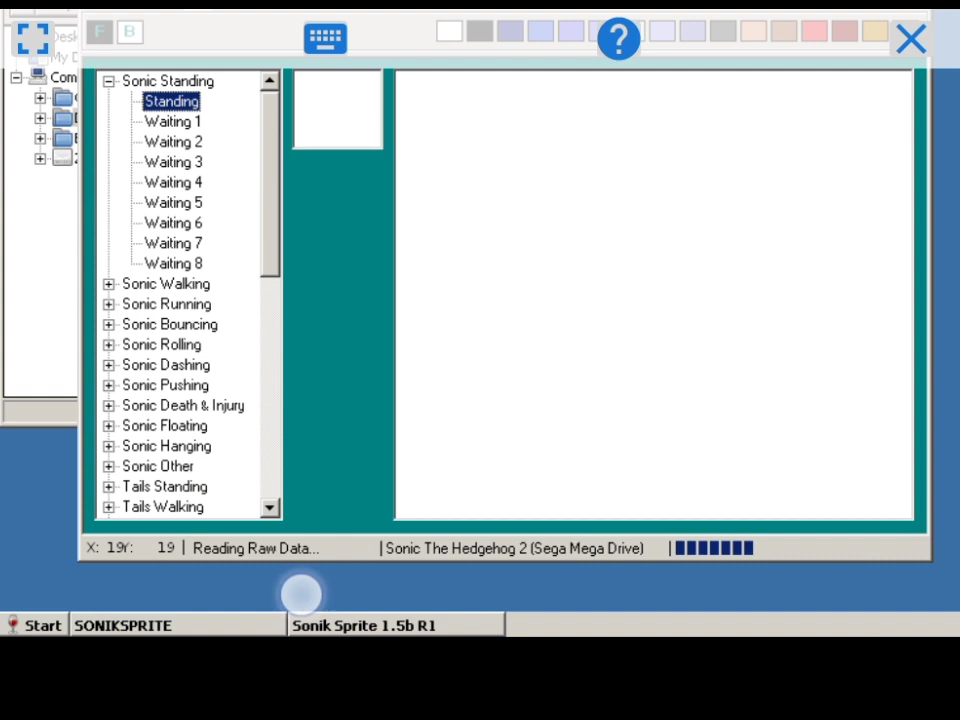 F B
Desk
My D
Com
Sonic Standing
Standing
Waiting 1
Waiting 2
Waiting 3
Waiting 4
Waiting 5
Waiting 6
Waiting 7
Waiting 8
Sonic Walking
Sonic Running
Sonic Bouncing
Sonic Rolling
Sonic Dashing
Sonic Pushing
Sonic Death & Injury
Sonic Floating
Sonic Hanging
Sonic Other
Tails Standing
Tails Walking
X: 19Y: 19 | Reading Raw Data... | Sonic The Hedgehog 2 (Sega Mega Drive) |
Start SONIKSPRITE Sonik Sprite 1.5b R1